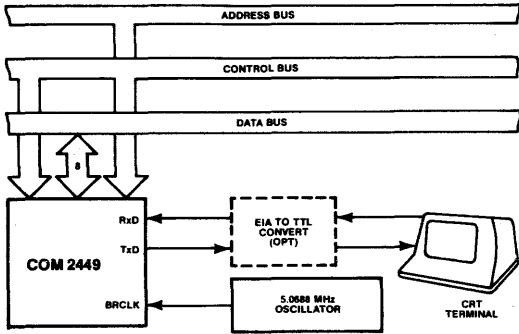 ADDRESS BUS
CONTROL BUS
DATA BUS
8
RxD
TxD
COM 2449
BRCLK
EIA TO TTL
CONVERT
(OPT)
5.0688 MHz
OSCILLATOR
CRT
TERMINAL